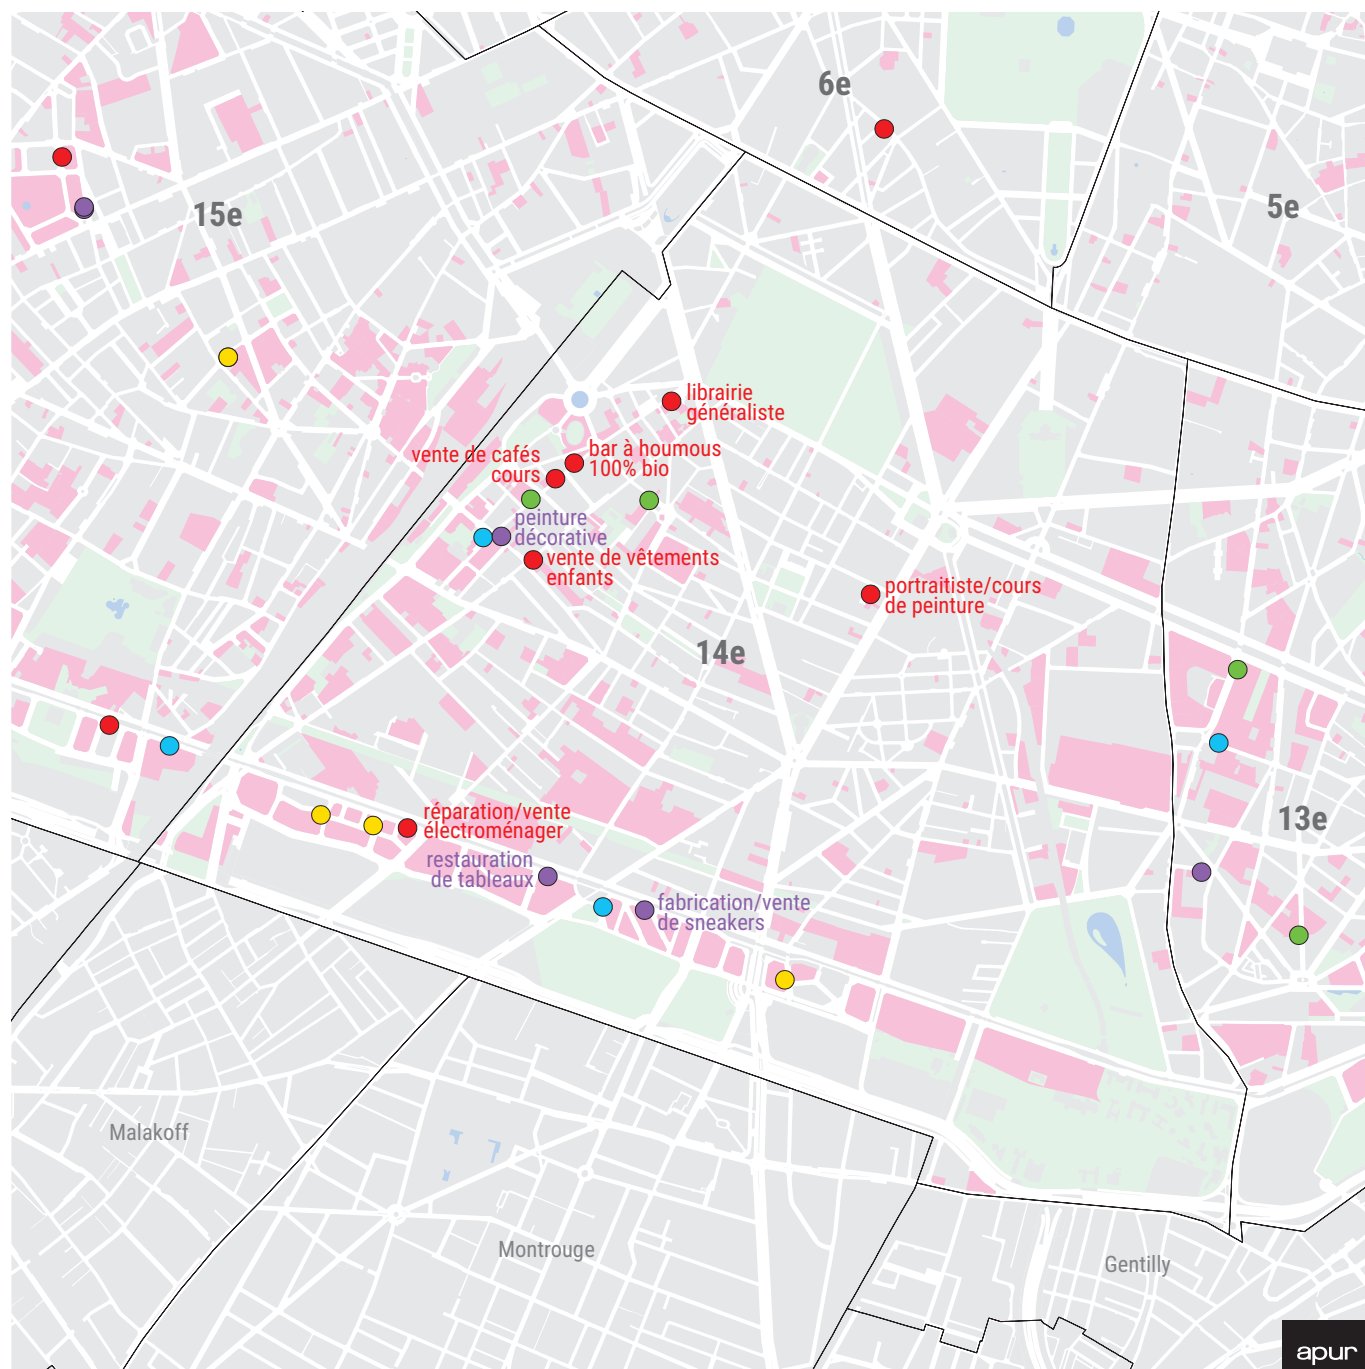 6e
5e
15e
librairie
généraliste
vente de cafés
cours
bar à houmous
100% bio
peinture
décorative
vente de vêtements
enfants
portraitiste/cours
de peinture
14e
13e
réparation/vente
électroménager
restauration
de tableaux
fabrication/vente
de sneakers
Malakoff
Montrouge
Gentilly
apur